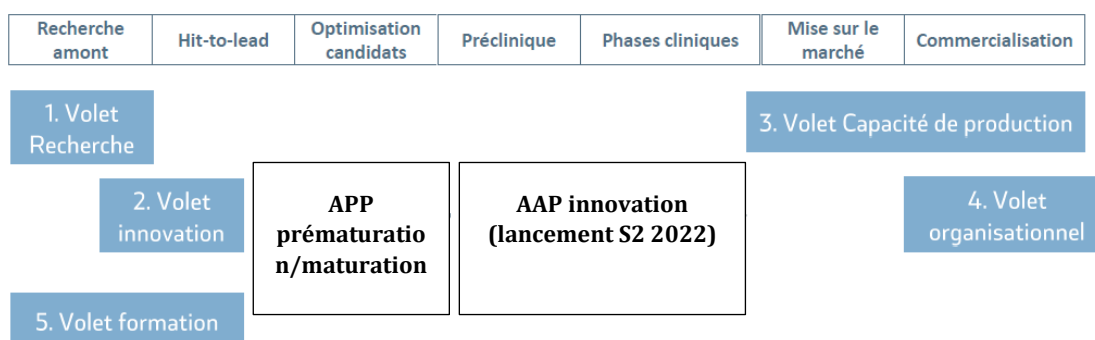 Recherche
amont
Hit-to-lead
Optimisation
candidats
Préclinique
Phases cliniques
Mise sur le
marché
Commercialisation
1. Volet
Recherche
3. Volet Capacité de production
2. Volet
innovation
APP
prématuratio
n/maturation
AAP innovation
(lancement S2 2022)
4. Volet
organisationnel
5. Volet formation